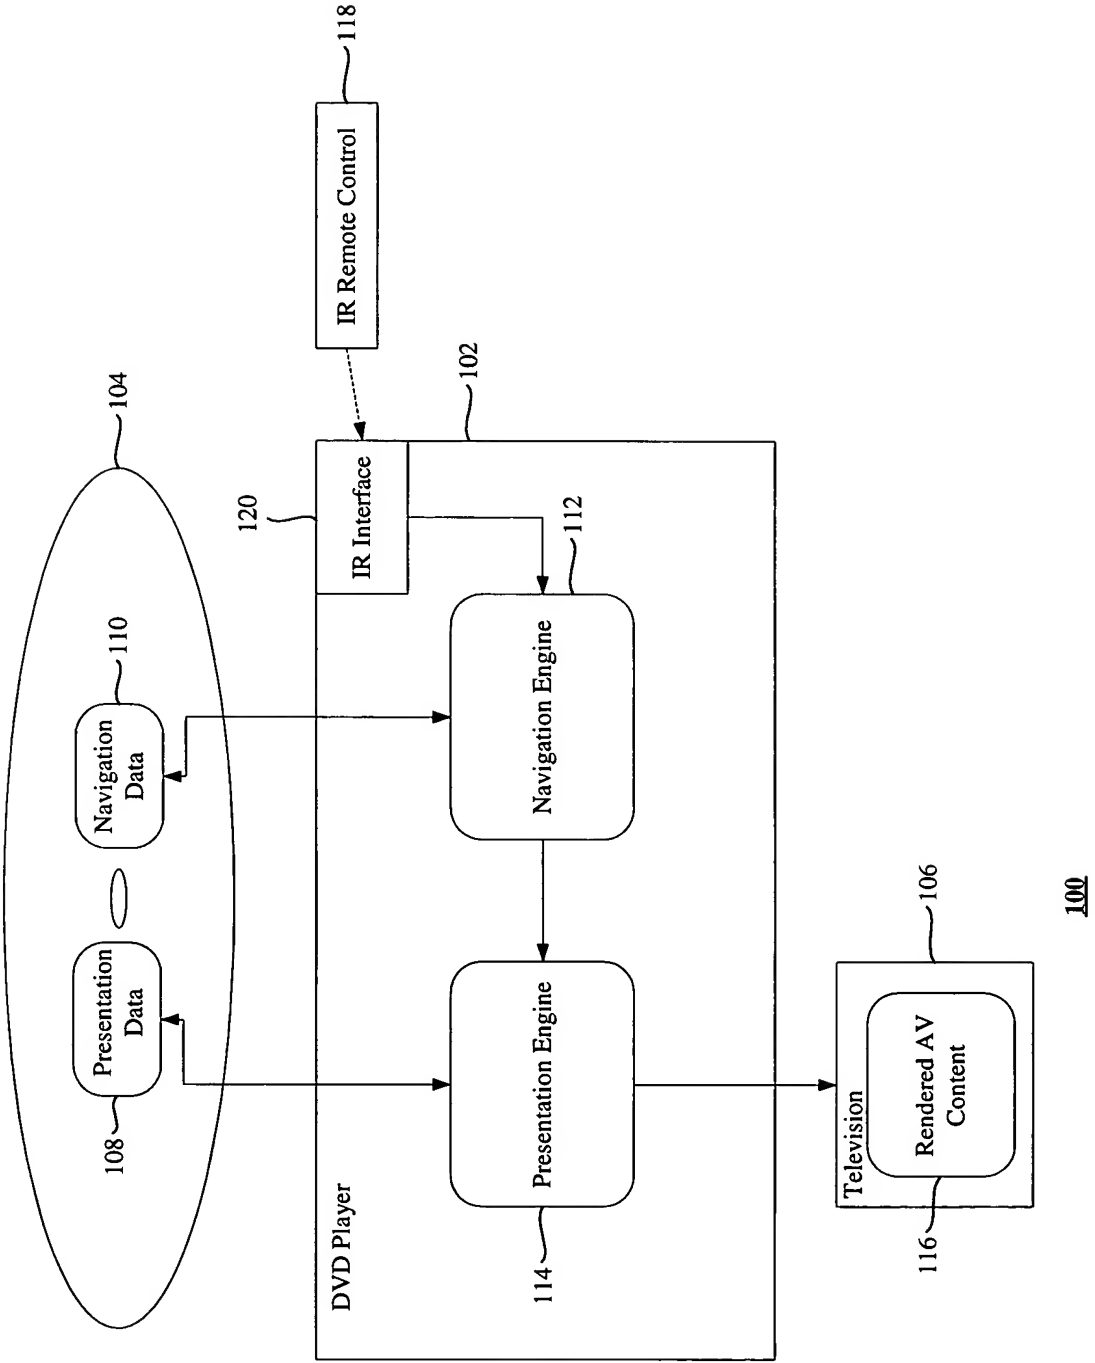 104
108
Presentation
Data
Navigation
Data
110
120
IR Interface
118
IR Remote Control
102
DVD Player
114
Presentation Engine
Navigation Engine
112
Television
116
Rendered AV
Content
106
100